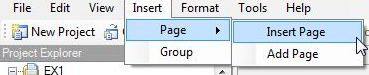 File Edit View Insert Format Tools Help
New Project Page Insert Page
Project Explorer Group Add Page
EX1